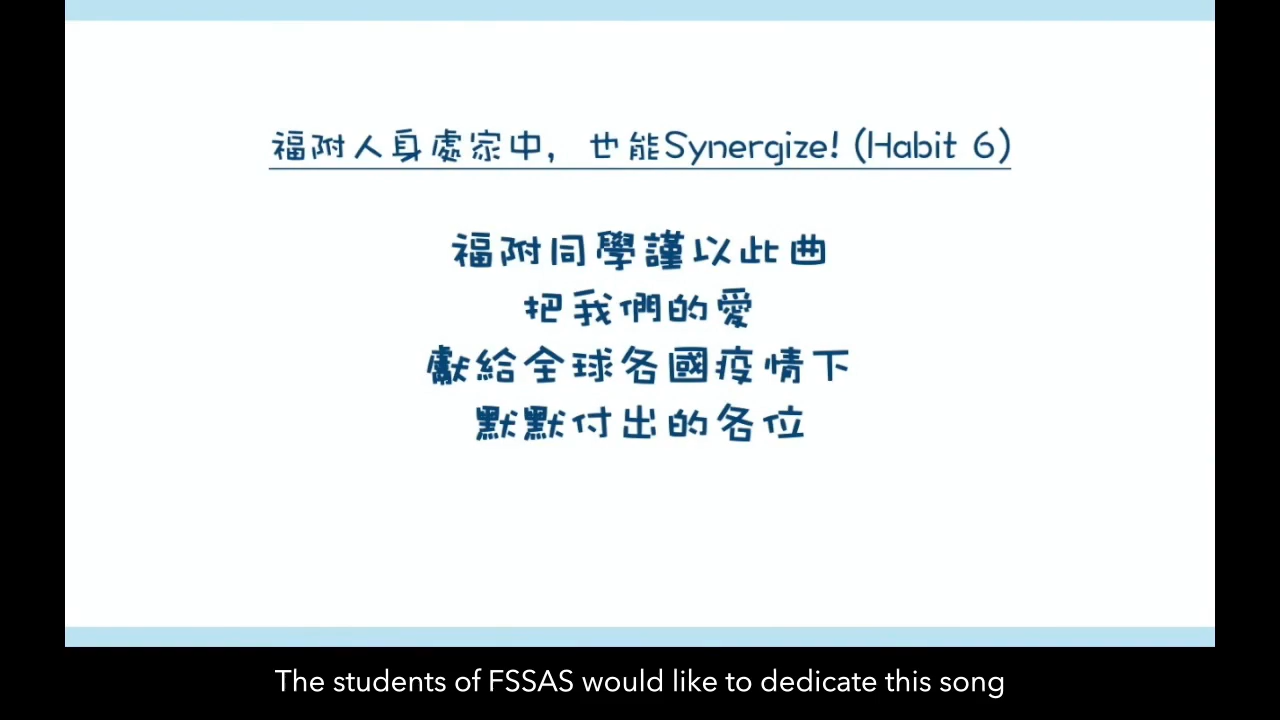 福附人身處家中，也能Synergize! (Habit 6)
福附同學謹以此曲
把我們的愛
獻給全球各國疫情下
默默付出的各位
The students of FSSAS would like to dedicate this song